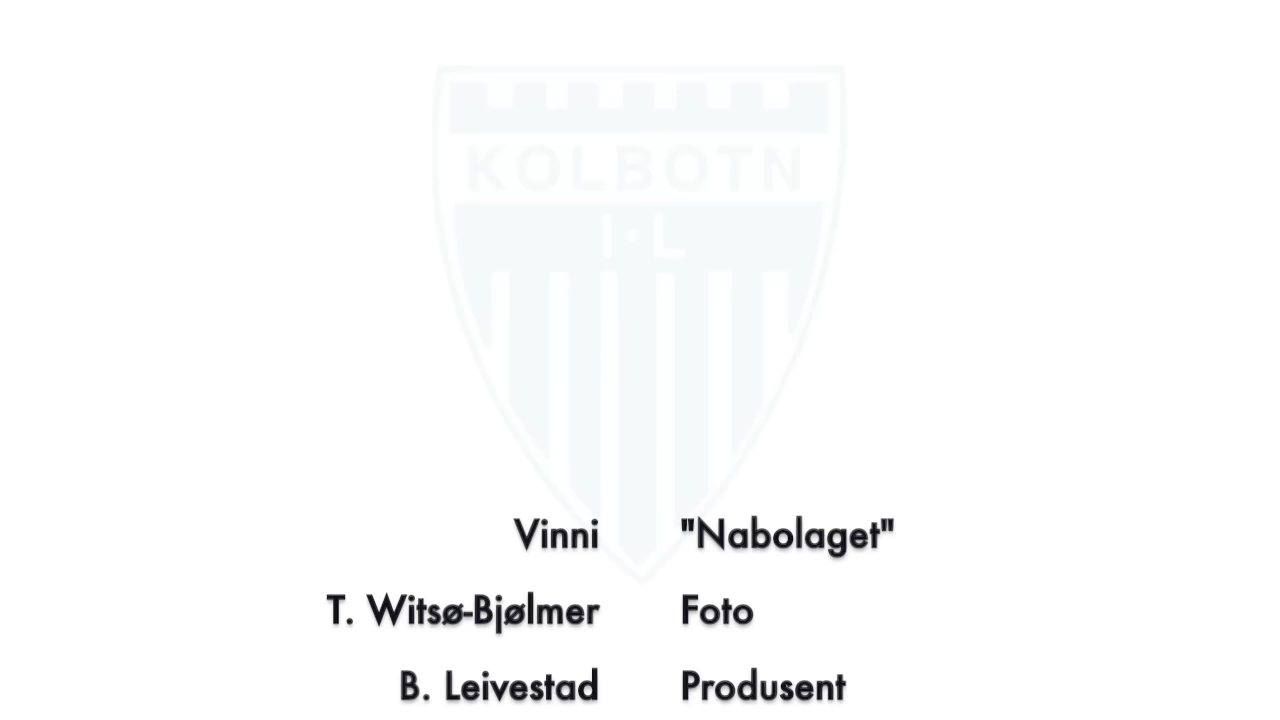 KOLBOTN
I·L
Vinni "Nabolaget"
T. Witsø-Bjølmer Foto
B. Leivestad Produsent